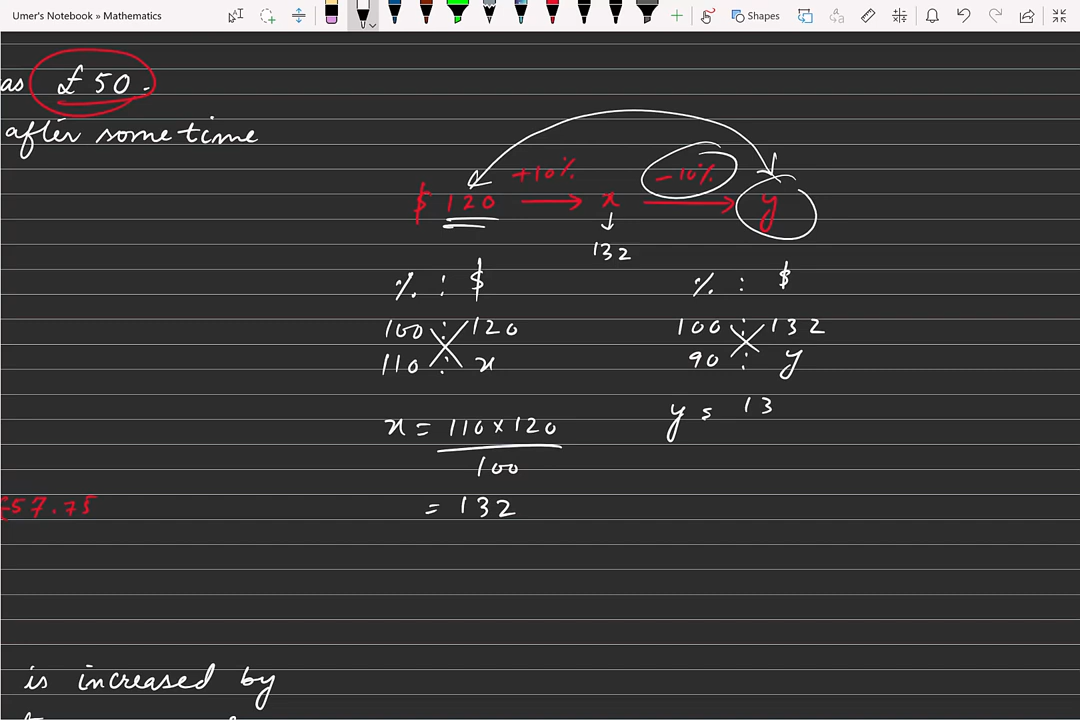 Umer's Notebook » Mathematics
Shapes
as £ 50.
after some time
+10% -10%
$ 120 → x → y
↓
132
% : $
100 : 120
110 : x
x = 110 x 120
100
= 132
% : $
100 : 132
90 : y
y = 13
£57.75
is increased by